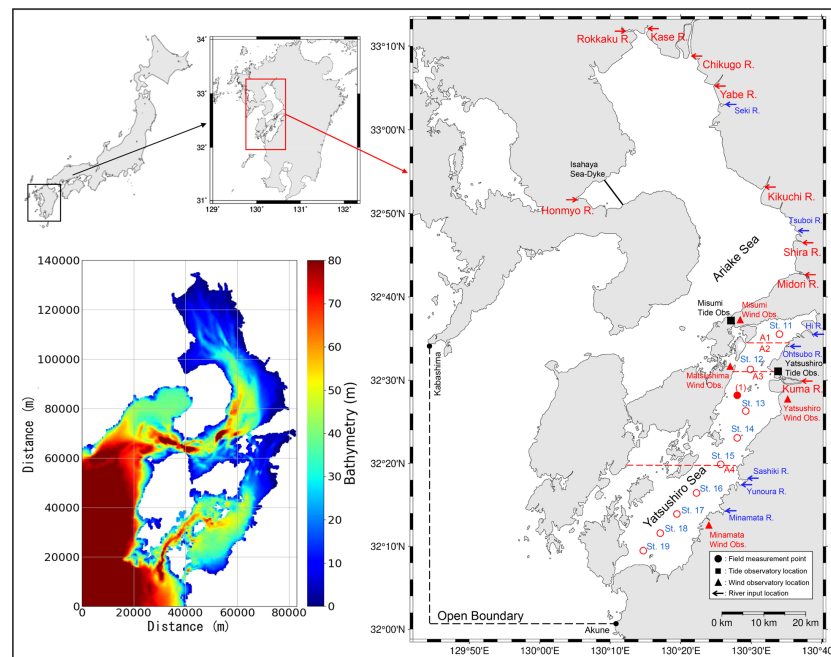 33°
32°
31°
129°
130°
131°
132°
140000
120000
100000
80000
60000
40000
20000
0
0
20000
40000
60000
80000
Distance (m)
Distance (m)
80
70
60
50
40
30
20
10
0
Bathymetry (m)
33°10'N
33°00'N
32°50'N
32°40'N
32°30'N
32°20'N
32°10'N
32°00'N
129°50'E
130°00'E
130°10'E
130°20'E
130°30'E
130°40'E
Rokkaku R.
Kase R.
Chikugo R.
Yabe R.
Seki R.
Isahaya
Sea-Dyke
Honmyo R.
Kikuchi R.
Tsuboi R.
Shira R.
Ariake Sea
Midori R.
Misumi
Tide Obs.
Misumi
Wind Obs.
St. 11
Hi R.
A1
A2
Ohtsubo R.
St. 12
Yatsushiro
Tide Obs.
Matsushima
Wind Obs.
A3
Kuma R.
(1)
Yatsushiro
Wind Obs.
St. 13
St. 14
St. 15
A4
Sashiki R.
Yunoura R.
Yatsushiro Sea
St. 16
St. 17
Minamata R.
St. 18
Minamata
Wind Obs.
St. 19
Kabashima
Open Boundary
Akune
: Field measurement point
: Tide observatory location
: Wind observatory location
: River input location
0 10 20
km km